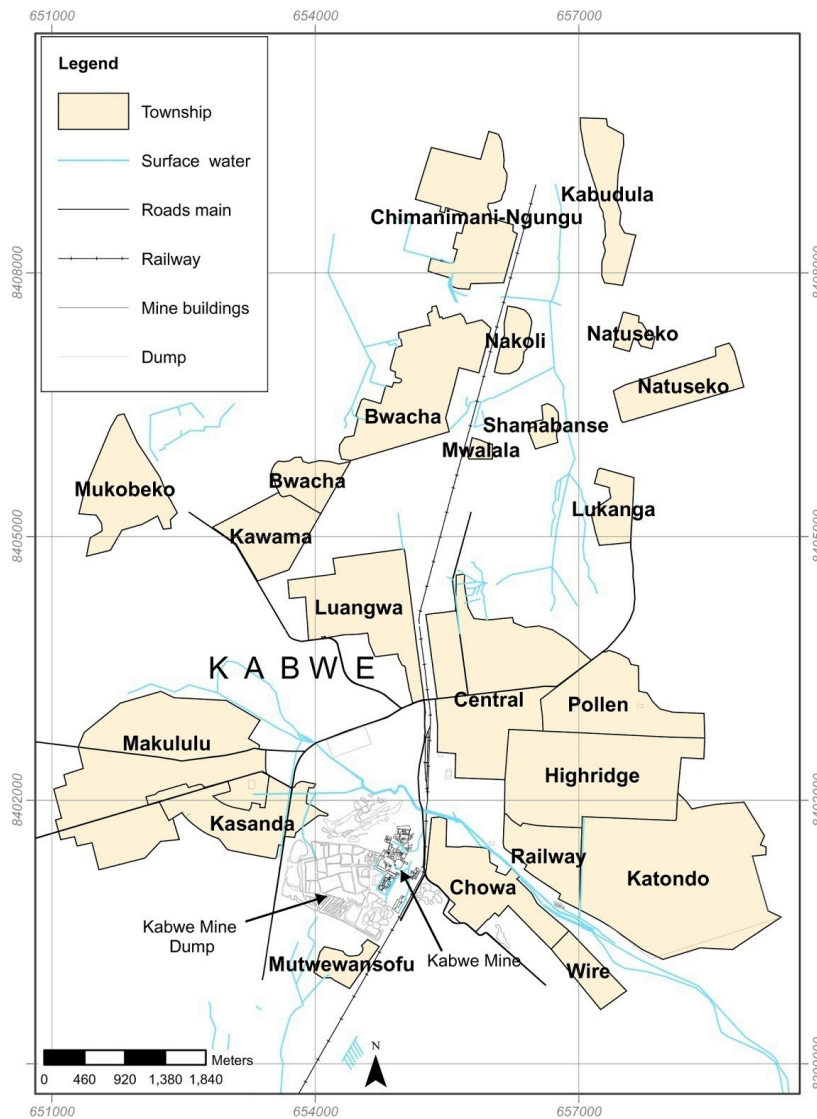 651000
654000
657000
Legend
Township
Surface water
Roads main
Railway
Mine buildings
Dump
8408000
8408000
Kabudula
Chimanimani-Ngungu
Nakoli
Natuseko
Natuseko
Bwacha
Shamabanse
Mwalala
Bwacha
Mukobeko
Lukanga
8405000
8405000
Kawama
Luangwa
KABWE
Central
Pollen
Makululu
Highridge
8402000
8402000
Kasanda
Railway
Katondo
Chowa
Kabwe Mine
Dump
Kabwe Mine
Mutwewansofu
Wire
N
Meters
0 460 920 1,380 1,840
651000
654000
657000